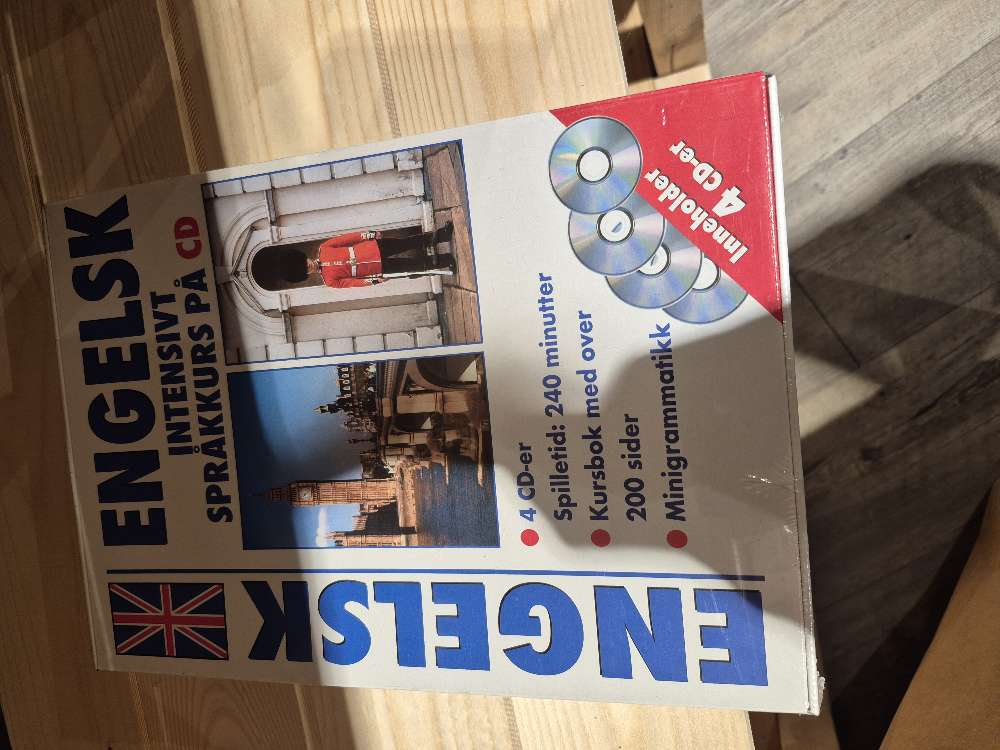 ENGELSK
INTENSIVT
SPRÅKKURS PÅ CD
ENGELSK
4 CD-er
Spilletid: 240 minutter
Kursbok med over
200 sider
Minigrammatikk
Inneholder
4 CD-er